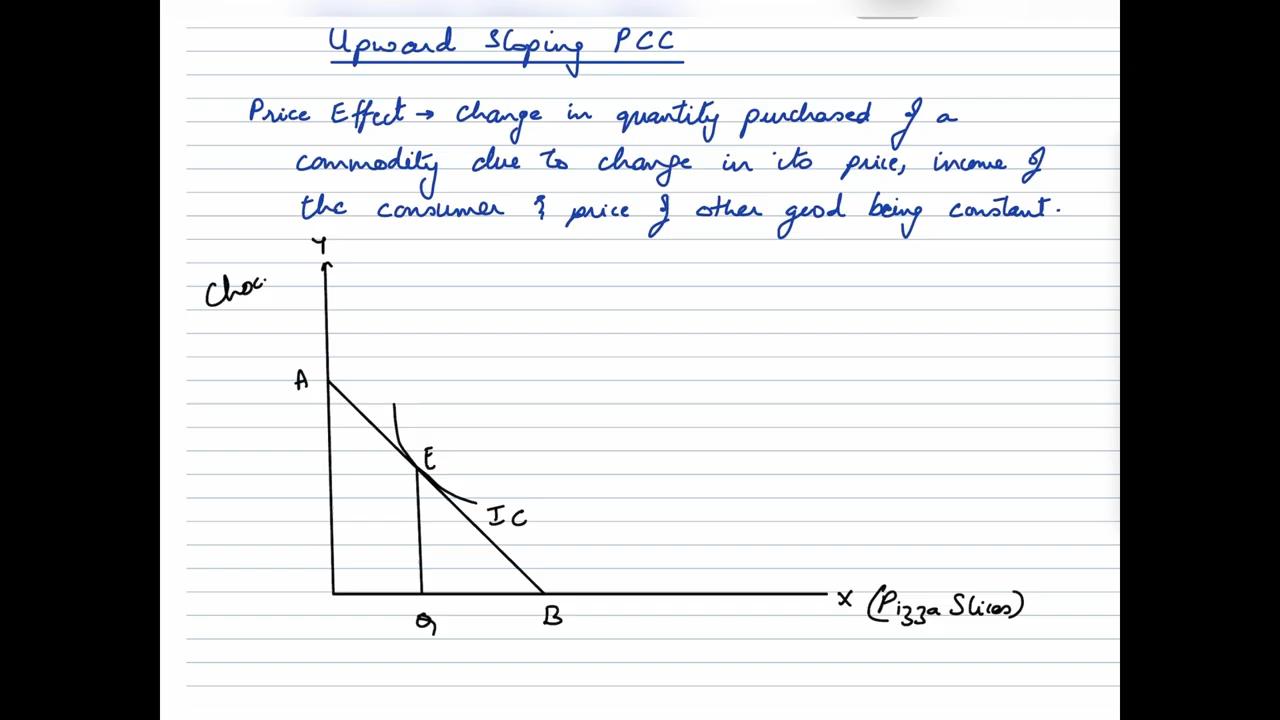 Upward Sloping PCC
Price Effect → change in quantity purchased of a
commodity due to change in its price, income of
the consumer & price of other good being constant.
Y
Choc.
A
E
IC
X (Pizza Slices)
Q
B